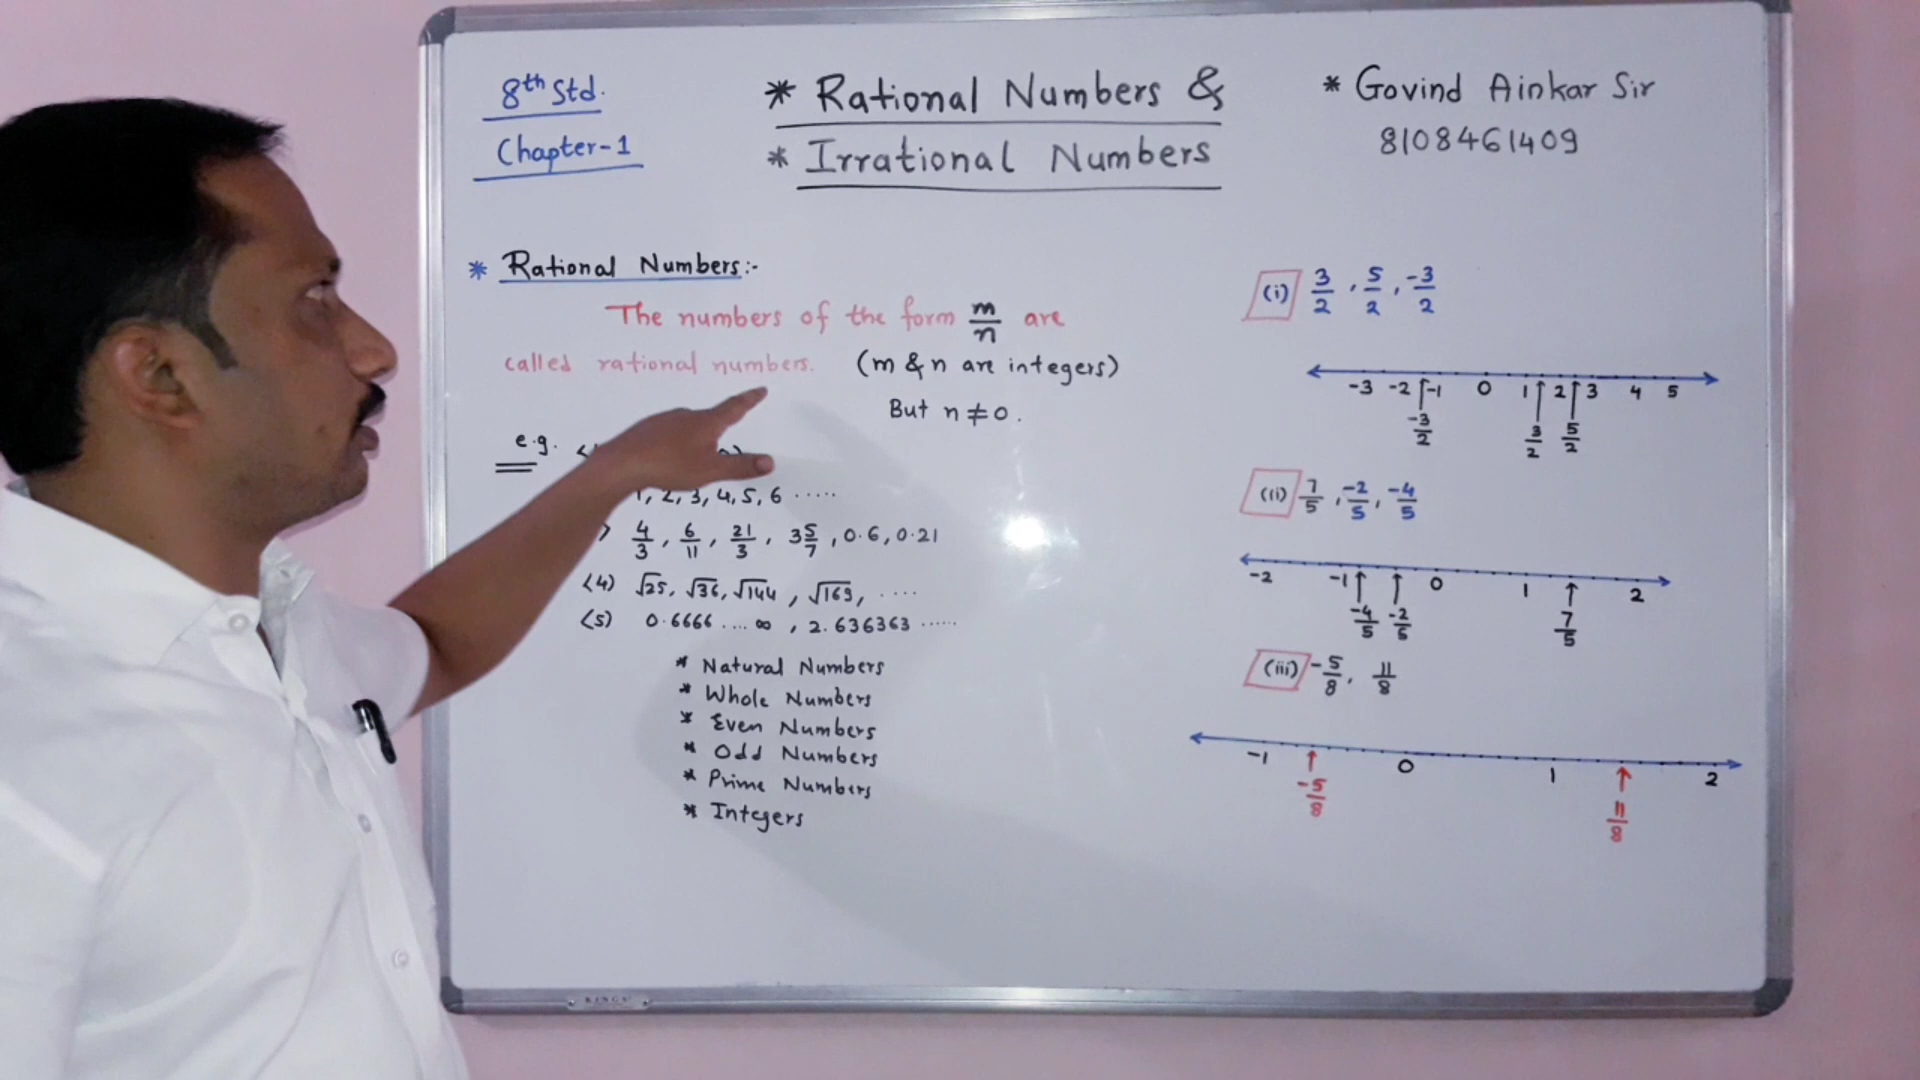 8th Std.
Chapter-1
* Rational Numbers &
* Irrational Numbers
* Govind Ainkar Sir
8108461409
* Rational Numbers:-
The numbers of the form m/n are
called rational numbers. (m & n are integers)
But n ≠ 0.
e.g.
1, 2, 3, 4, 5, 6 .....
4/3, 6/11, 21/3, 3 5/7, 0.6, 0.21
(4) √25, √36, √144, √169, ....
(5) 0.6666 .... ∞, 2.636363 ......
* Natural Numbers
* Whole Numbers
* Even Numbers
* Odd Numbers
* Prime Numbers
* Integers
(i) 3/2, 5/2, -3/2
-3 -2 -1 0 1 2 3 4 5
-3/2 3/2 5/2
(ii) 7/5, -2/5, -4/5
-2 -1 0 1 2
-4/5 -2/5 7/5
(iii) -5/8, 11/8
-1 0 1 2
-5/8 11/8
KINGS